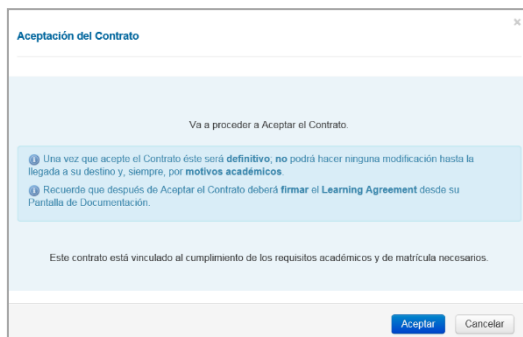 ×
Aceptación del Contrato
Va a proceder a Aceptar el Contrato.
Una vez que acepte el Contrato éste será definitivo; no podrá hacer ninguna modificación hasta la
llegada a su destino y, siempre, por motivos académicos.
Recuerde que después de Aceptar el Contrato deberá firmar el Learning Agreement desde su
Pantalla de Documentación.
Este contrato está vinculado al cumplimiento de los requisitos académicos y de matrícula necesarios.
Aceptar Cancelar